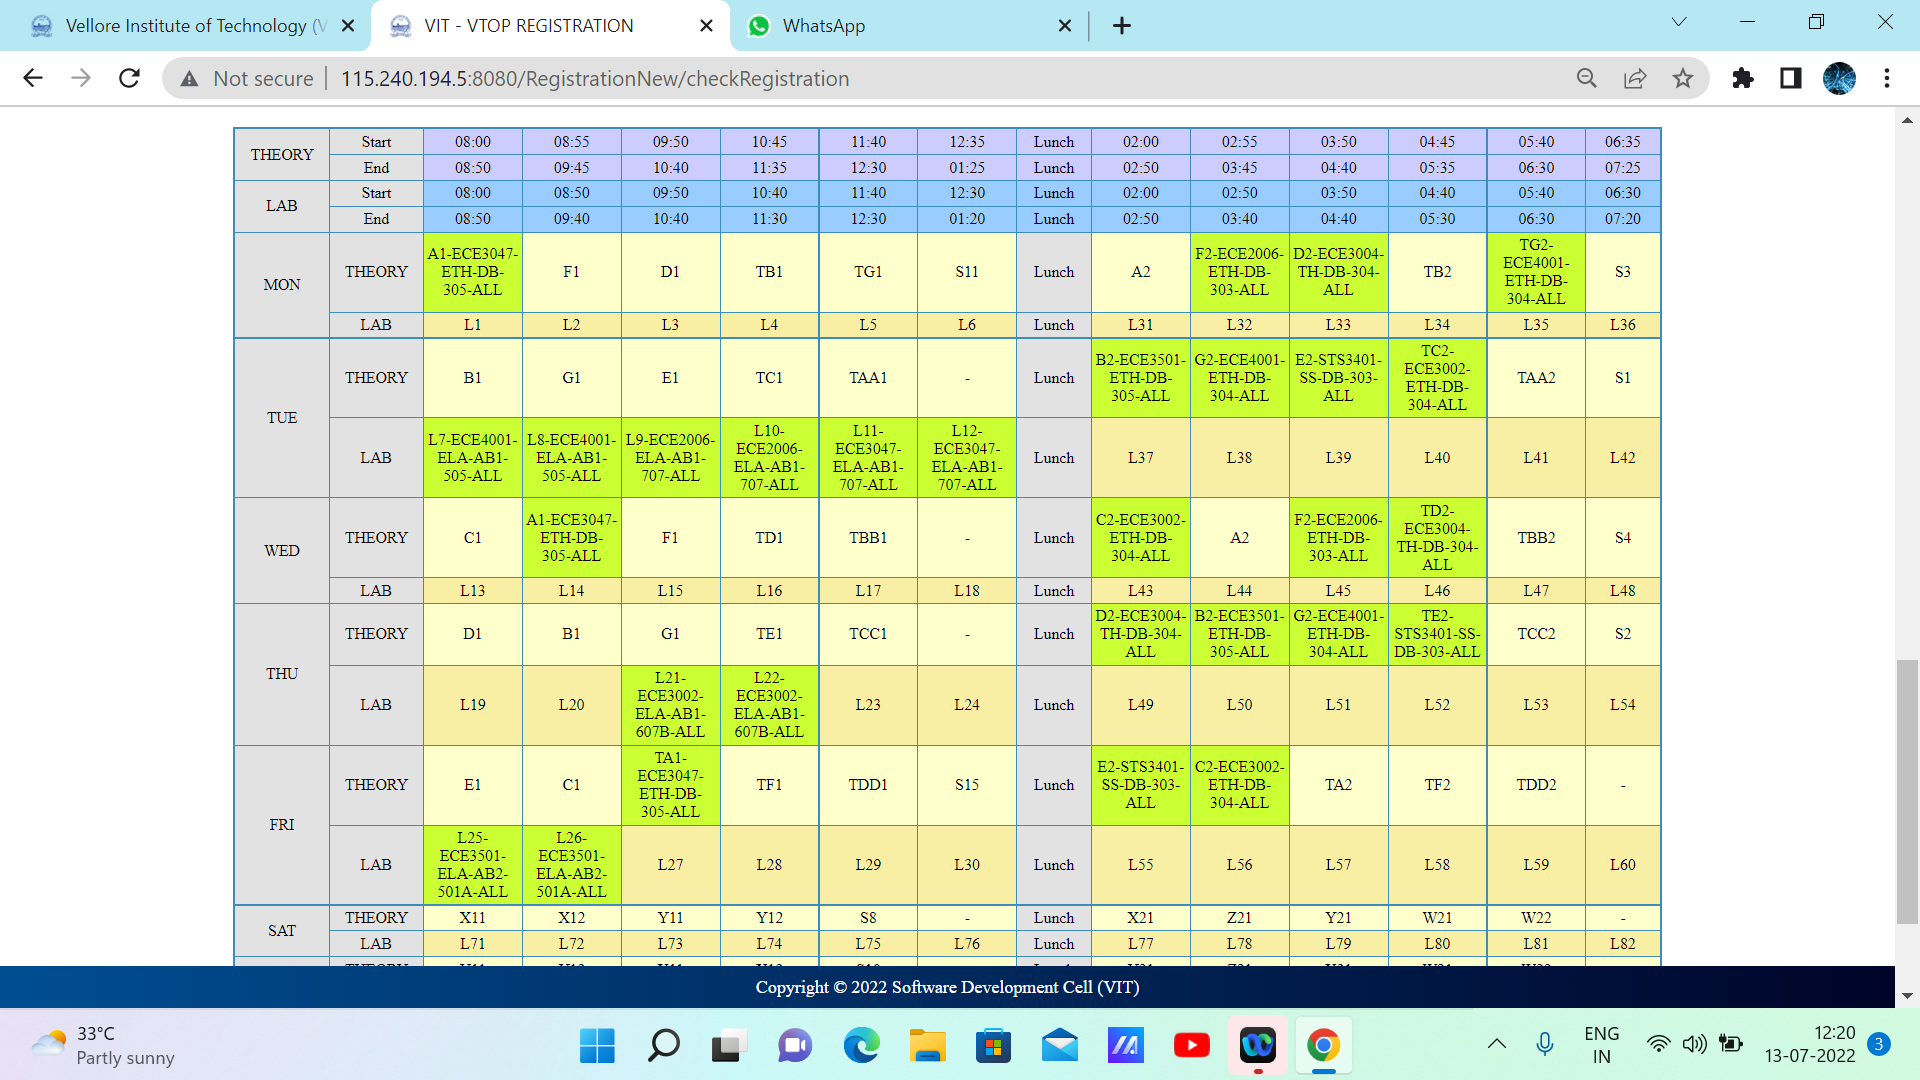 Vellore Institute of Technology (V
VIT - VTOP REGISTRATION
WhatsApp
Not secure 115.240.194.5:8080/RegistrationNew/checkRegistration
THEORY Start 08:00 08:55 09:50 10:45 11:40 12:35 Lunch 02:00 02:55 03:50 04:45 05:40 06:35
End 08:50 09:45 10:40 11:35 12:30 01:25 Lunch 02:50 03:45 04:40 05:35 06:30 07:25
LAB Start 08:00 08:50 09:50 10:40 11:40 12:30 Lunch 02:00 02:50 03:50 04:40 05:40 06:30
End 08:50 09:40 10:40 11:30 12:30 01:20 Lunch 02:50 03:40 04:40 05:30 06:30 07:20
MON THEORY A1-ECE3047-ETH-DB-305-ALL F1 D1 TB1 TG1 S11 Lunch A2 F2-ECE2006-ETH-DB-303-ALL D2-ECE3004-TH-DB-304-ALL TB2 TG2-ECE4001-ETH-DB-304-ALL S3
LAB L1 L2 L3 L4 L5 L6 Lunch L31 L32 L33 L34 L35 L36
TUE THEORY B1 G1 E1 TC1 TAA1 - Lunch B2-ECE3501-ETH-DB-305-ALL G2-ECE4001-ETH-DB-304-ALL E2-STS3401-SS-DB-303-ALL TC2-ECE3002-ETH-DB-304-ALL TAA2 S1
LAB L7-ECE4001-ELA-AB1-505-ALL L8-ECE4001-ELA-AB1-505-ALL L9-ECE2006-ELA-AB1-707-ALL L10-ECE2006-ELA-AB1-707-ALL L11-ECE3047-ELA-AB1-707-ALL L12-ECE3047-ELA-AB1-707-ALL Lunch L37 L38 L39 L40 L41 L42
WED THEORY C1 A1-ECE3047-ETH-DB-305-ALL F1 TD1 TBB1 - Lunch C2-ECE3002-ETH-DB-304-ALL A2 F2-ECE2006-ETH-DB-303-ALL TD2-ECE3004-TH-DB-304-ALL TBB2 S4
LAB L13 L14 L15 L16 L17 L18 Lunch L43 L44 L45 L46 L47 L48
THU THEORY D1 B1 G1 TE1 TCC1 - Lunch D2-ECE3004-TH-DB-304-ALL B2-ECE3501-ETH-DB-305-ALL G2-ECE4001-ETH-DB-304-ALL TE2-STS3401-SS-DB-303-ALL TCC2 S2
LAB L19 L20 L21-ECE3002-ELA-AB1-607B-ALL L22-ECE3002-ELA-AB1-607B-ALL L23 L24 Lunch L49 L50 L51 L52 L53 L54
FRI THEORY E1 C1 TA1-ECE3047-ETH-DB-305-ALL TF1 TDD1 S15 Lunch E2-STS3401-SS-DB-303-ALL C2-ECE3002-ETH-DB-304-ALL TA2 TF2 TDD2 -
LAB L25-ECE3501-ELA-AB2-501A-ALL L26-ECE3501-ELA-AB2-501A-ALL L27 L28 L29 L30 Lunch L55 L56 L57 L58 L59 L60
SAT THEORY X11 X12 Y11 Y12 S8 - Lunch X21 Z21 Y21 W21 W22 -
LAB L71 L72 L73 L74 L75 L76 Lunch L77 L78 L79 L80 L81 L82
Copyright © 2022 Software Development Cell (VIT)
33°C
Partly sunny
ENG
IN
12:20
13-07-2022
3